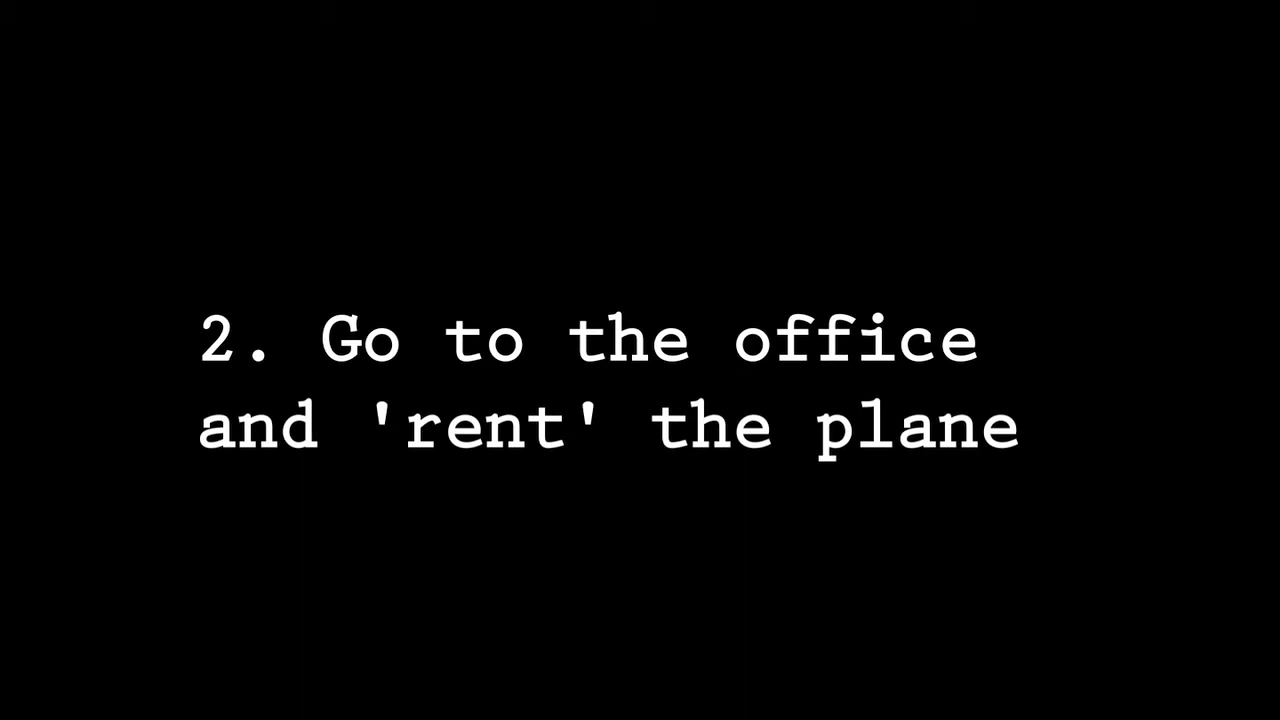 2. Go to the office
and 'rent' the plane